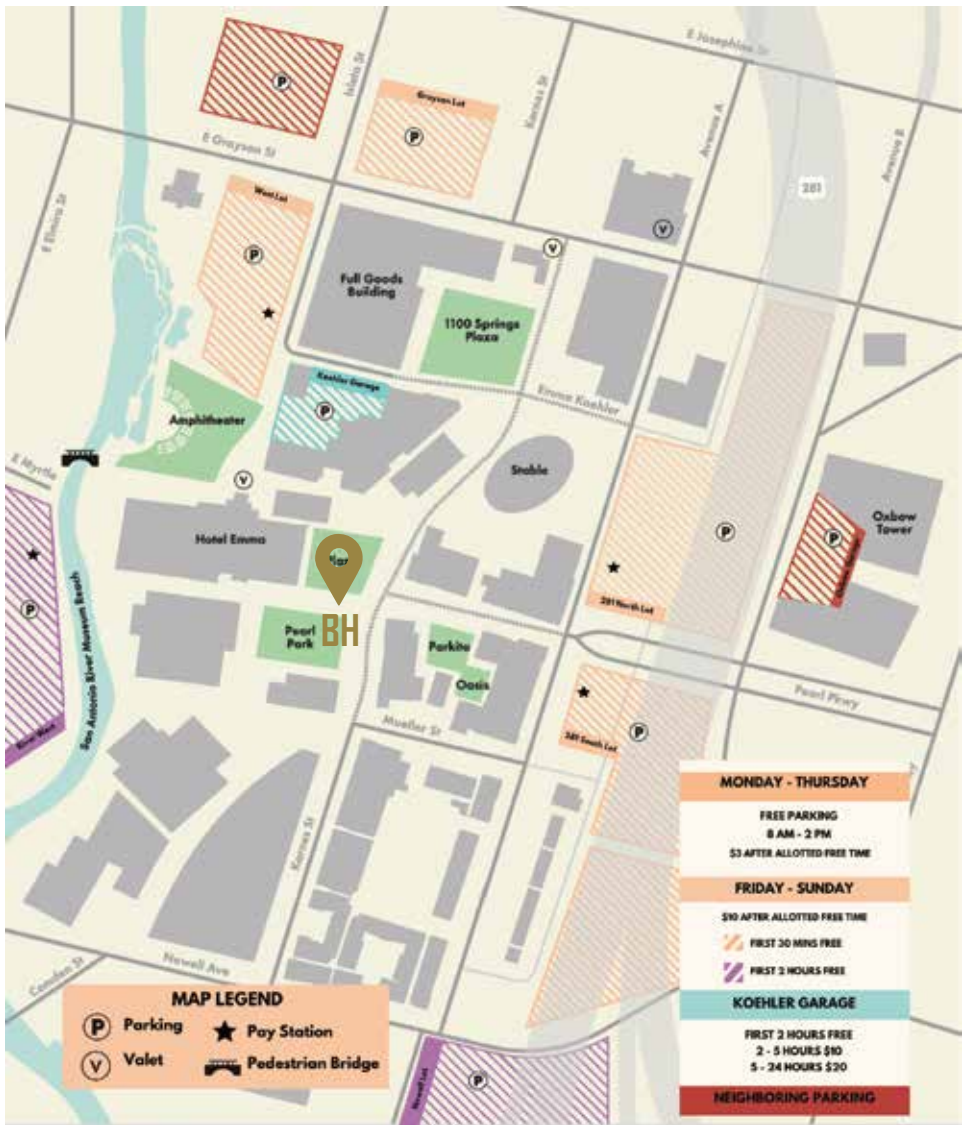 E Josephine St
Isleta St
Karnes St
Avenue A
Avenue B
P
Grayson Lot
P
E Grayson St
281
E Elmira St
West Lot
V
V
P
Full Goods
Building
1100 Springs
Plaza
Koehler Garage
P
Emma Koehler
Amphitheater
E Myrtle
Stable
V
Oxbow
Tower
P
P
Hotel Emma
281 North Lot
P
BH
Pearl
Park
Parkito
Oasis
San Antonio River Museum Reach
Pearl Pkwy
Mueller St
P
281 South Lot
River West
Karnes St
Newell Ave
Camden St
MONDAY - THURSDAY
FREE PARKING
8 AM - 2 PM
$3 AFTER ALLOTTED FREE TIME
FRIDAY - SUNDAY
$10 AFTER ALLOTTED FREE TIME
FIRST 30 MINS FREE
FIRST 2 HOURS FREE
KOEHLER GARAGE
FIRST 2 HOURS FREE
2 - 5 HOURS $10
5 - 24 HOURS $20
NEIGHBORING PARKING
MAP LEGEND
P Parking
Pay Station
V Valet
Pedestrian Bridge
Newell Lot
P